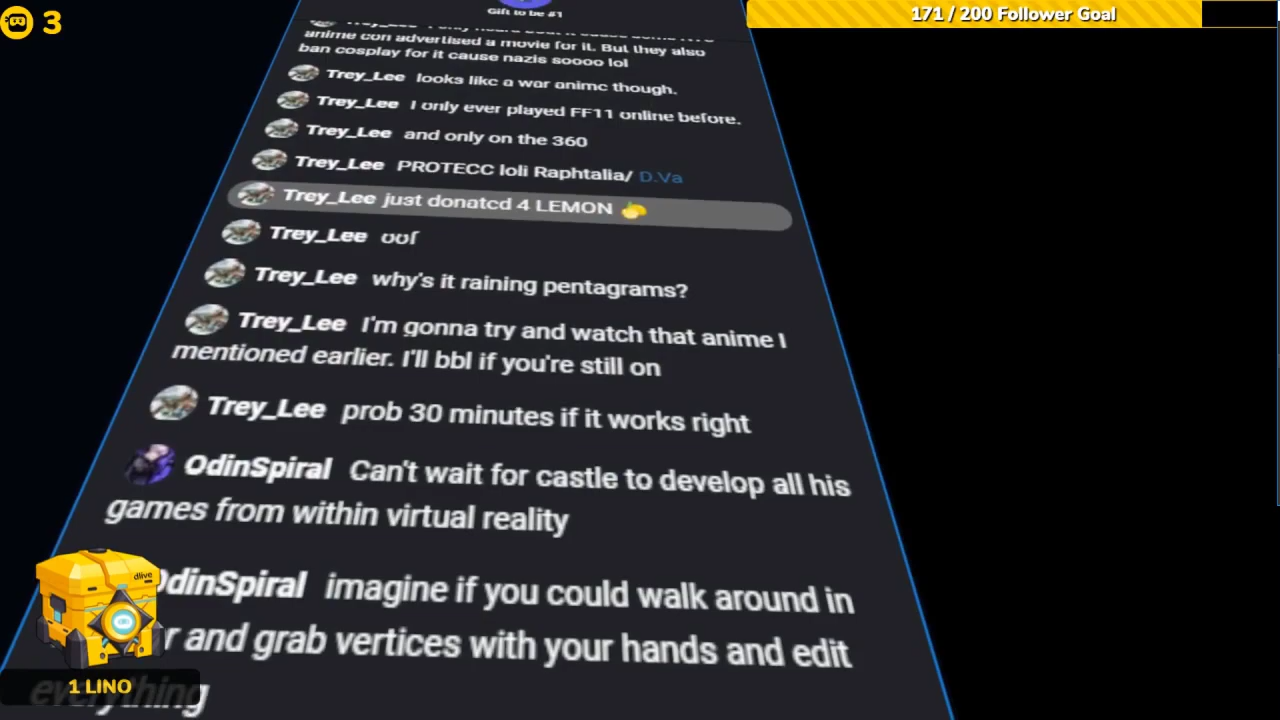 3
Gift to be #1
171 / 200 Follower Goal
anime con advertised a movie for it. But they also
ban cosplay for it cause nazis soooo lol
Trey_Lee looks like a war anime though.
Trey_Lee I only ever played FF11 online before.
Trey_Lee and only on the 360
Trey_Lee PROTECC loli Raphtalia/ D.Va
Trey_Lee just donated 4 LEMON
Trey_Lee oof
Trey_Lee why's it raining pentagrams?
Trey_Lee I'm gonna try and watch that anime I
mentioned earlier. I'll bbl if you're still on
Trey_Lee prob 30 minutes if it works right
OdinSpiral Can't wait for castle to develop all his
games from within virtual reality
OdinSpiral imagine if you could walk around in
and grab vertices with your hands and edit
everything
dlive
1 LINO